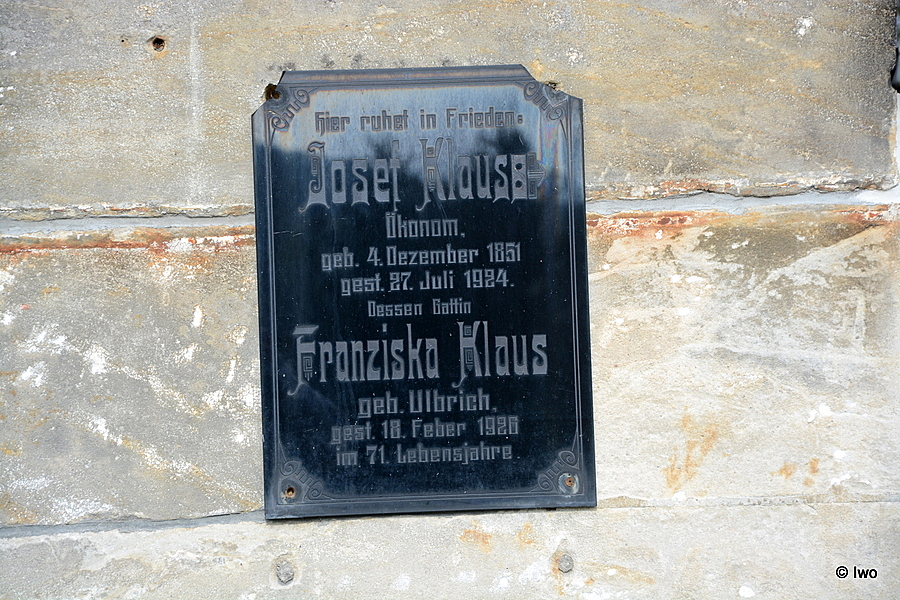 Hier ruhet in Frieden:
Josef Klaus
Ökonom,
geb. 4. Dezember 1851
gest. 27. Juli 1924.
Dessen Gattin
Franziska Klaus
geb. Ulbrich,
gest. 18. Feber 1926
im 71. Lebensjahre.
© Iwo